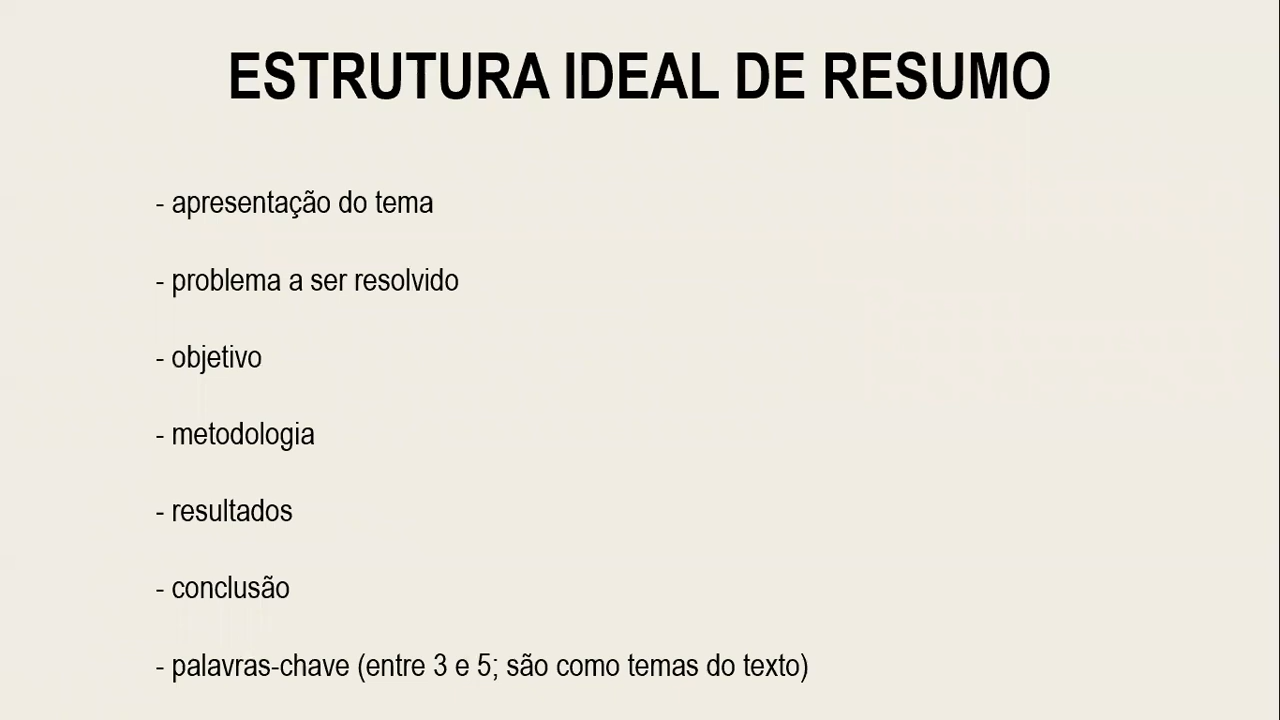 ESTRUTURA IDEAL DE RESUMO
- apresentação do tema
- problema a ser resolvido
- objetivo
- metodologia
- resultados
- conclusão
- palavras-chave (entre 3 e 5; são como temas do texto)